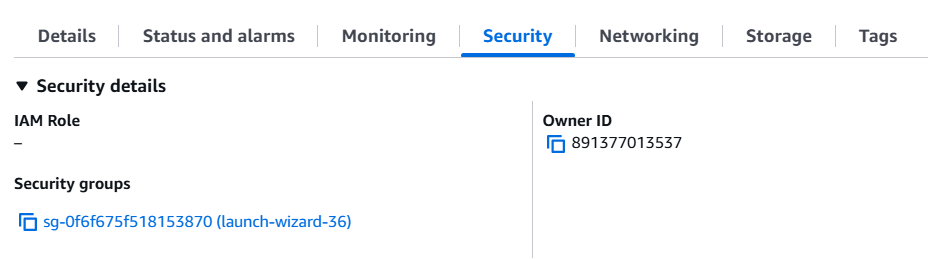 Details Status and alarms Monitoring Security Networking Storage Tags
Security details
IAM Role
–
Owner ID
891377013537
Security groups
sg-0f6f675f518153870 (launch-wizard-36)